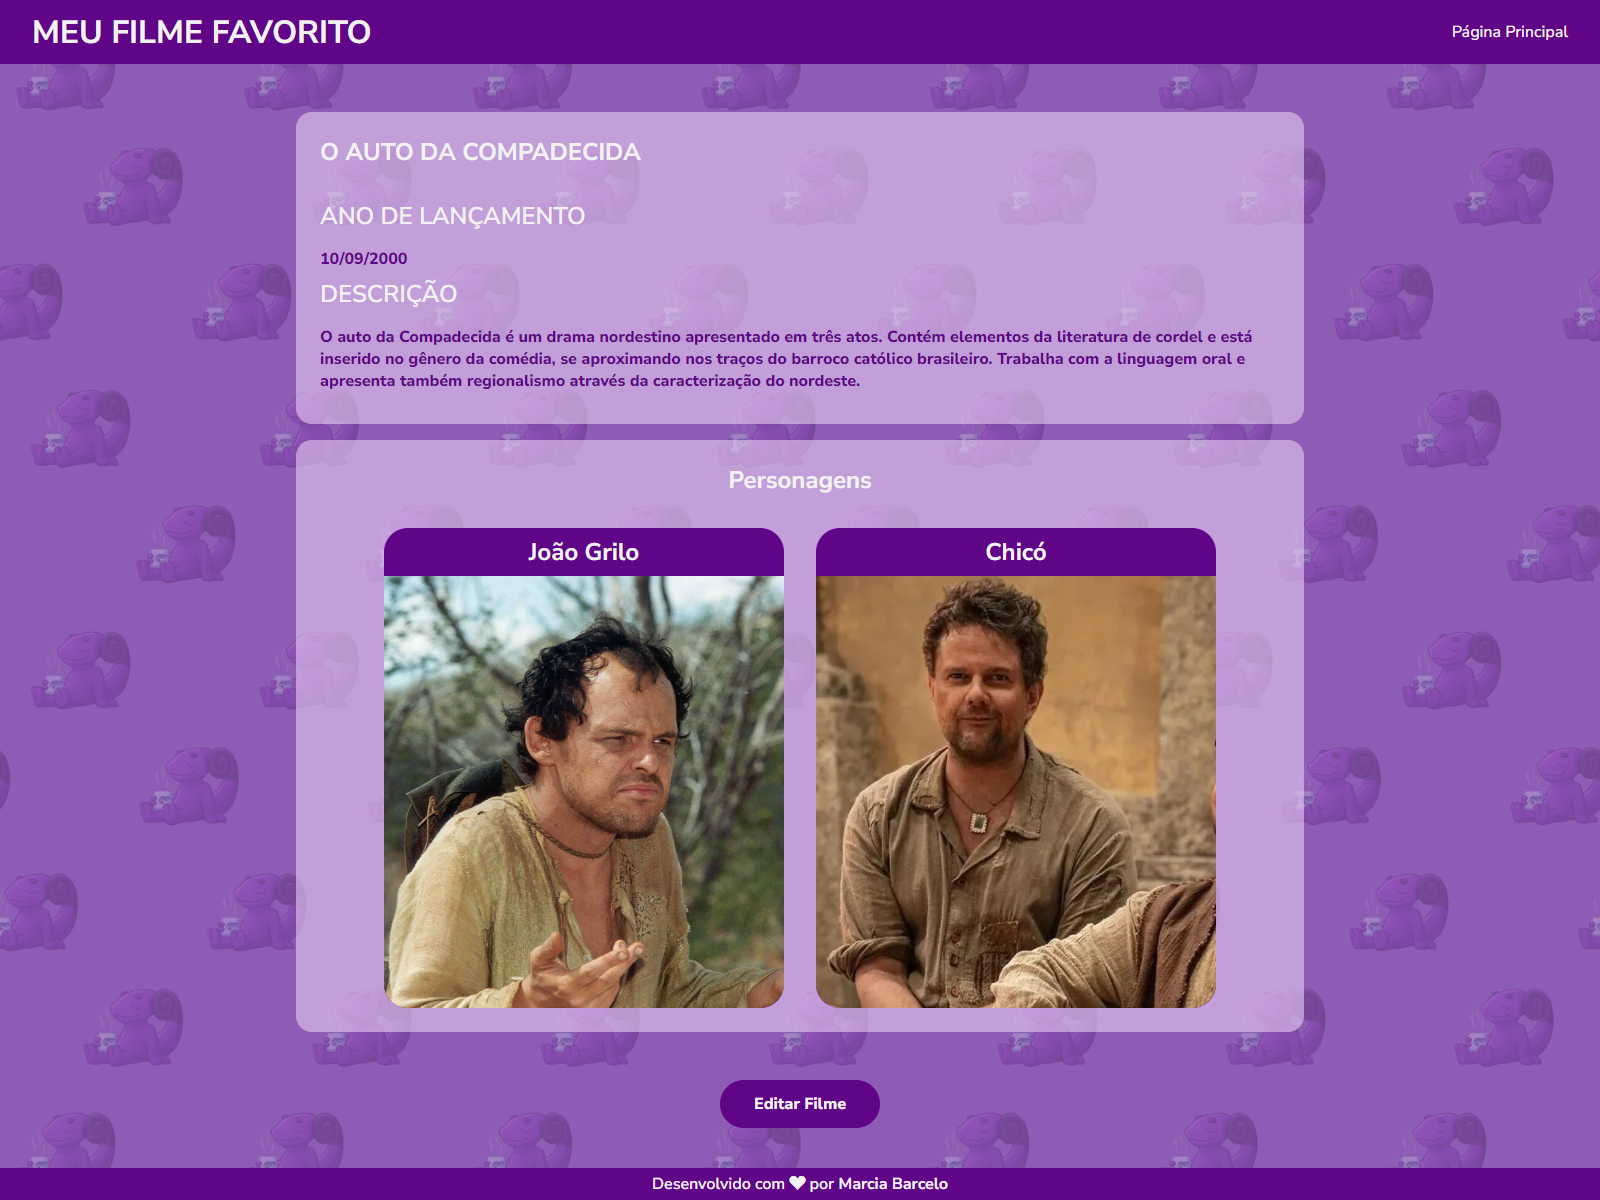 MEU FILME FAVORITO
Página Principal
O AUTO DA COMPADECIDA
ANO DE LANÇAMENTO
10/09/2000
DESCRIÇÃO
O auto da Compadecida é um drama nordestino apresentado em três atos. Contém elementos da literatura de cordel e está
inserido no gênero da comédia, se aproximando nos traços do barroco católico brasileiro. Trabalha com a linguagem oral e
apresenta também regionalismo através da caracterização do nordeste.
Personagens
João Grilo
Chicó
Editar Filme
Desenvolvido com ❤ por Marcia Barcelo